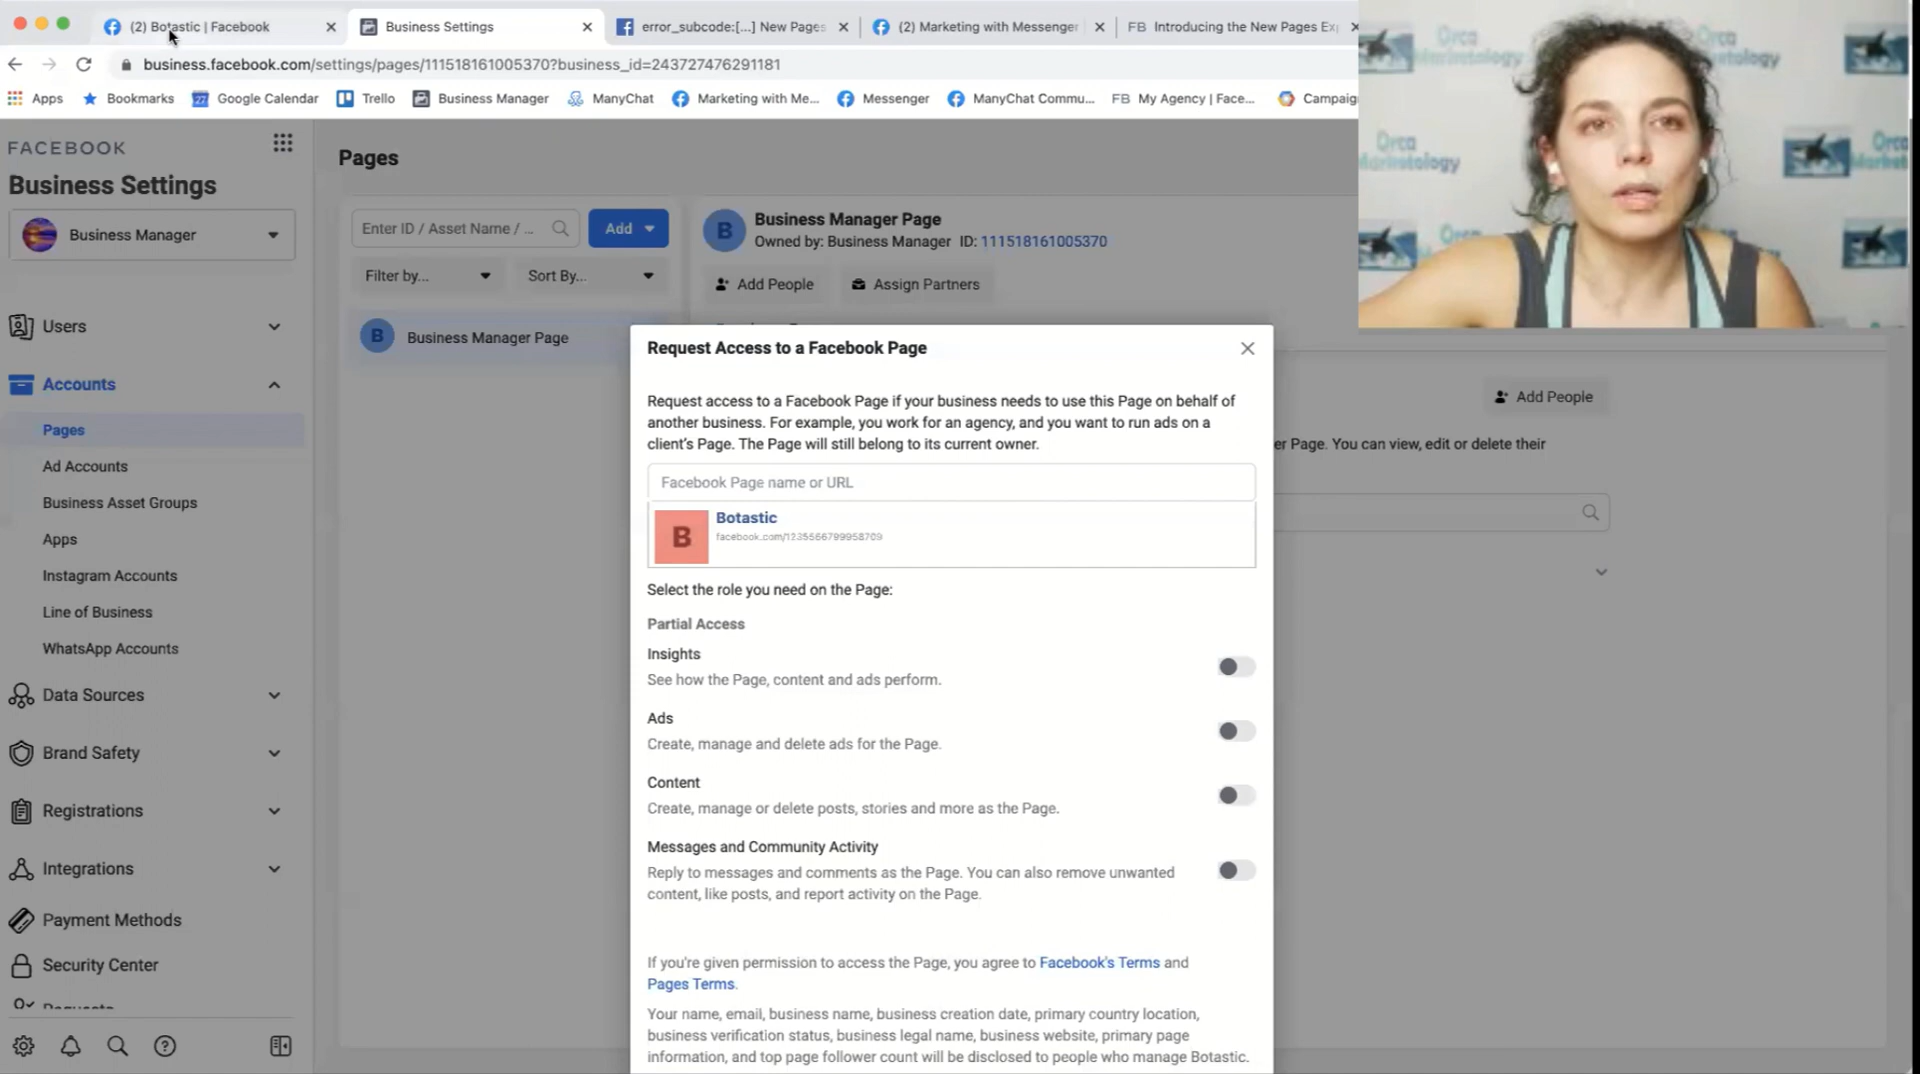 (2) Botastic | Facebook
Business Settings
error_subcode:[...] New Pages
(2) Marketing with Messenger
FB Introducing the New Pages Exp
business.facebook.com/settings/pages/111518161005370?business_id=243727476291181
Apps
Bookmarks
27 Google Calendar
Trello
Business Manager
ManyChat
Marketing with Me...
Messenger
ManyChat Commu...
FB My Agency | Face...
Campaig
FACEBOOK
Business Settings
Business Manager
Users
Accounts
Pages
Ad Accounts
Business Asset Groups
Apps
Instagram Accounts
Line of Business
WhatsApp Accounts
Data Sources
Brand Safety
Registrations
Integrations
Payment Methods
Security Center
Pages
Enter ID / Asset Name / ...
Add
Filter by...
Sort By...
B Business Manager Page
B
Business Manager Page
Owned by: Business Manager ID: 111518161005370
Add People
Assign Partners
Add People
er Page. You can view, edit or delete their
Request Access to a Facebook Page
Request access to a Facebook Page if your business needs to use this Page on behalf of
another business. For example, you work for an agency, and you want to run ads on a
client's Page. The Page will still belong to its current owner.
Facebook Page name or URL
B
Botastic
Select the role you need on the Page:
Partial Access
Insights
See how the Page, content and ads perform.
Ads
Create, manage and delete ads for the Page.
Content
Create, manage or delete posts, stories and more as the Page.
Messages and Community Activity
Reply to messages and comments as the Page. You can also remove unwanted
content, like posts, and report activity on the Page.
If you're given permission to access the Page, you agree to Facebook's Terms and
Pages Terms.
Your name, email, business name, business creation date, primary country location,
business verification status, business legal name, business website, primary page
information, and top page follower count will be disclosed to people who manage Botastic.
Orca
Marketology